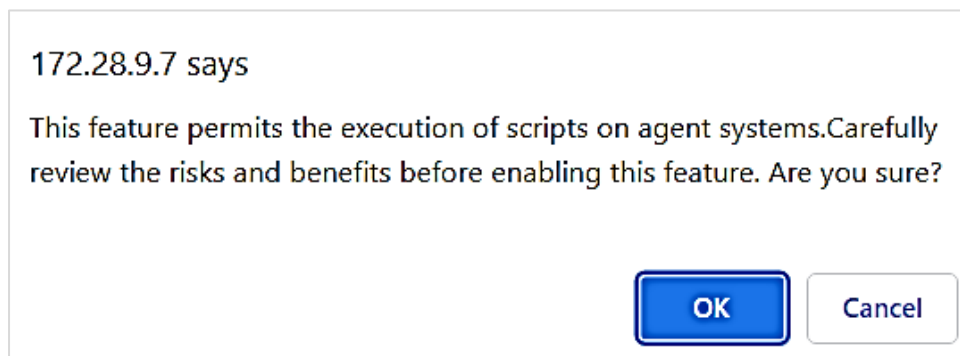 172.28.9.7 says
This feature permits the execution of scripts on agent systems.Carefully
review the risks and benefits before enabling this feature. Are you sure?
OK
Cancel